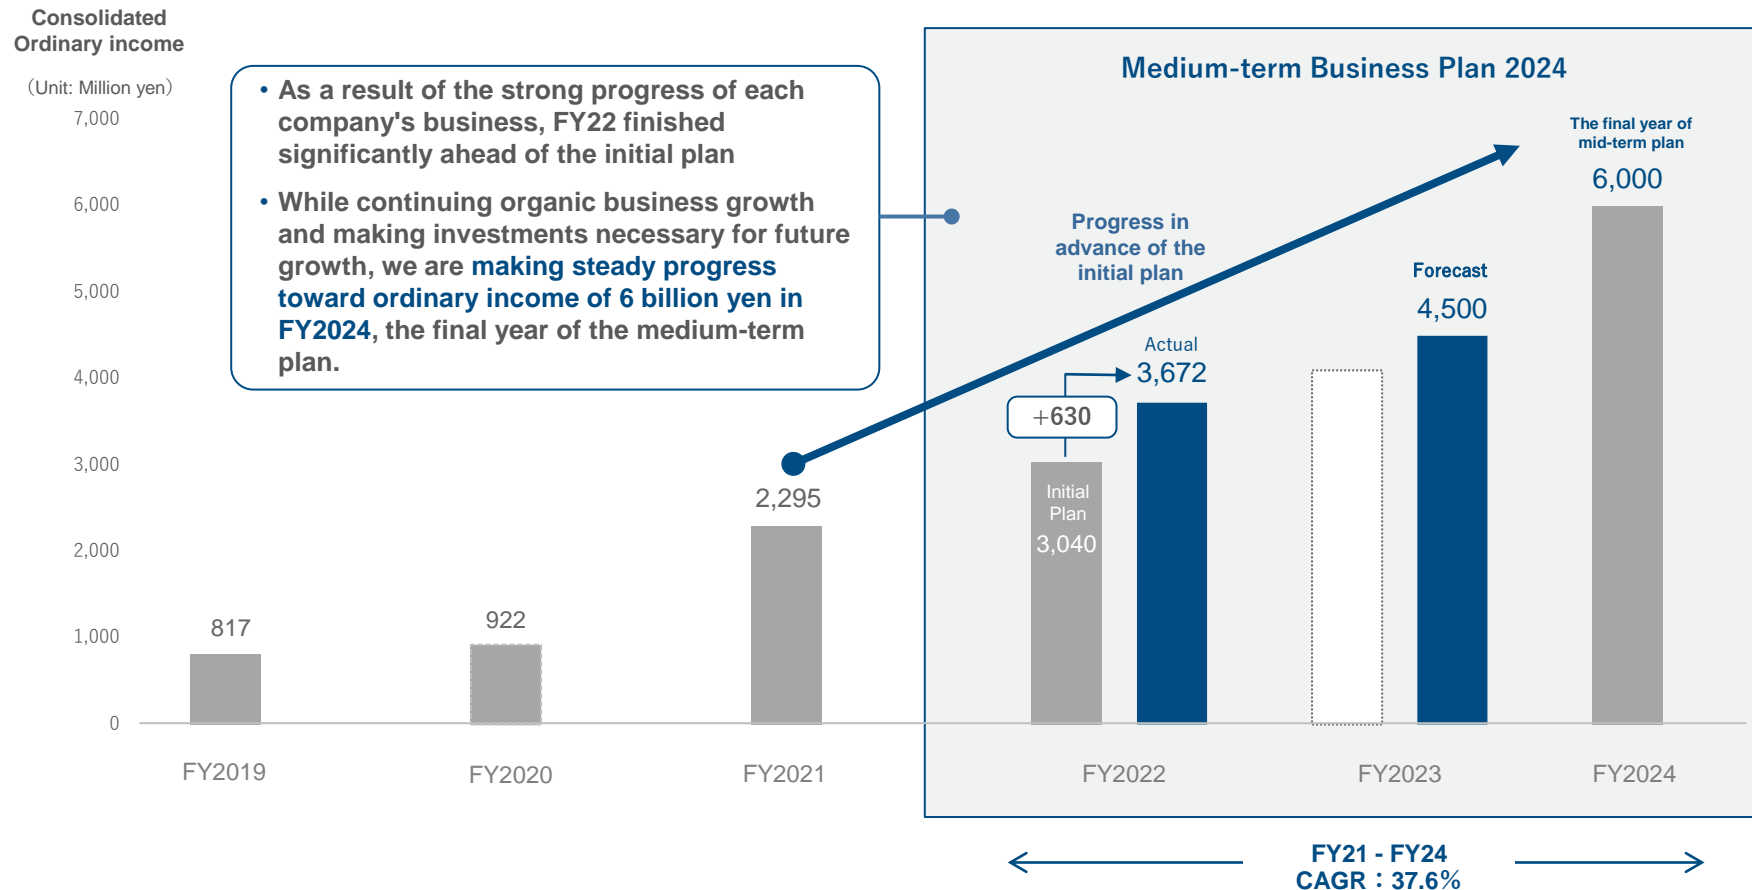 Consolidated
Ordinary income
（Unit: Million yen）
7,000
6,000
5,000
4,000
3,000
2,000
1,000
0
• As a result of the strong progress of each
company's business, FY22 finished
significantly ahead of the initial plan
• While continuing organic business growth
and making investments necessary for future
growth, we are making steady progress
toward ordinary income of 6 billion yen in
FY2024, the final year of the medium-term
plan.
Medium-term Business Plan 2024
Progress in
advance of the
initial plan
817
922
2,295
Initial
Plan
3,040
+630
Actual
3,672
Forecast
4,500
The final year of
mid-term plan
6,000
FY2019
FY2020
FY2021
FY2022
FY2023
FY2024
FY21 - FY24
CAGR：37.6%